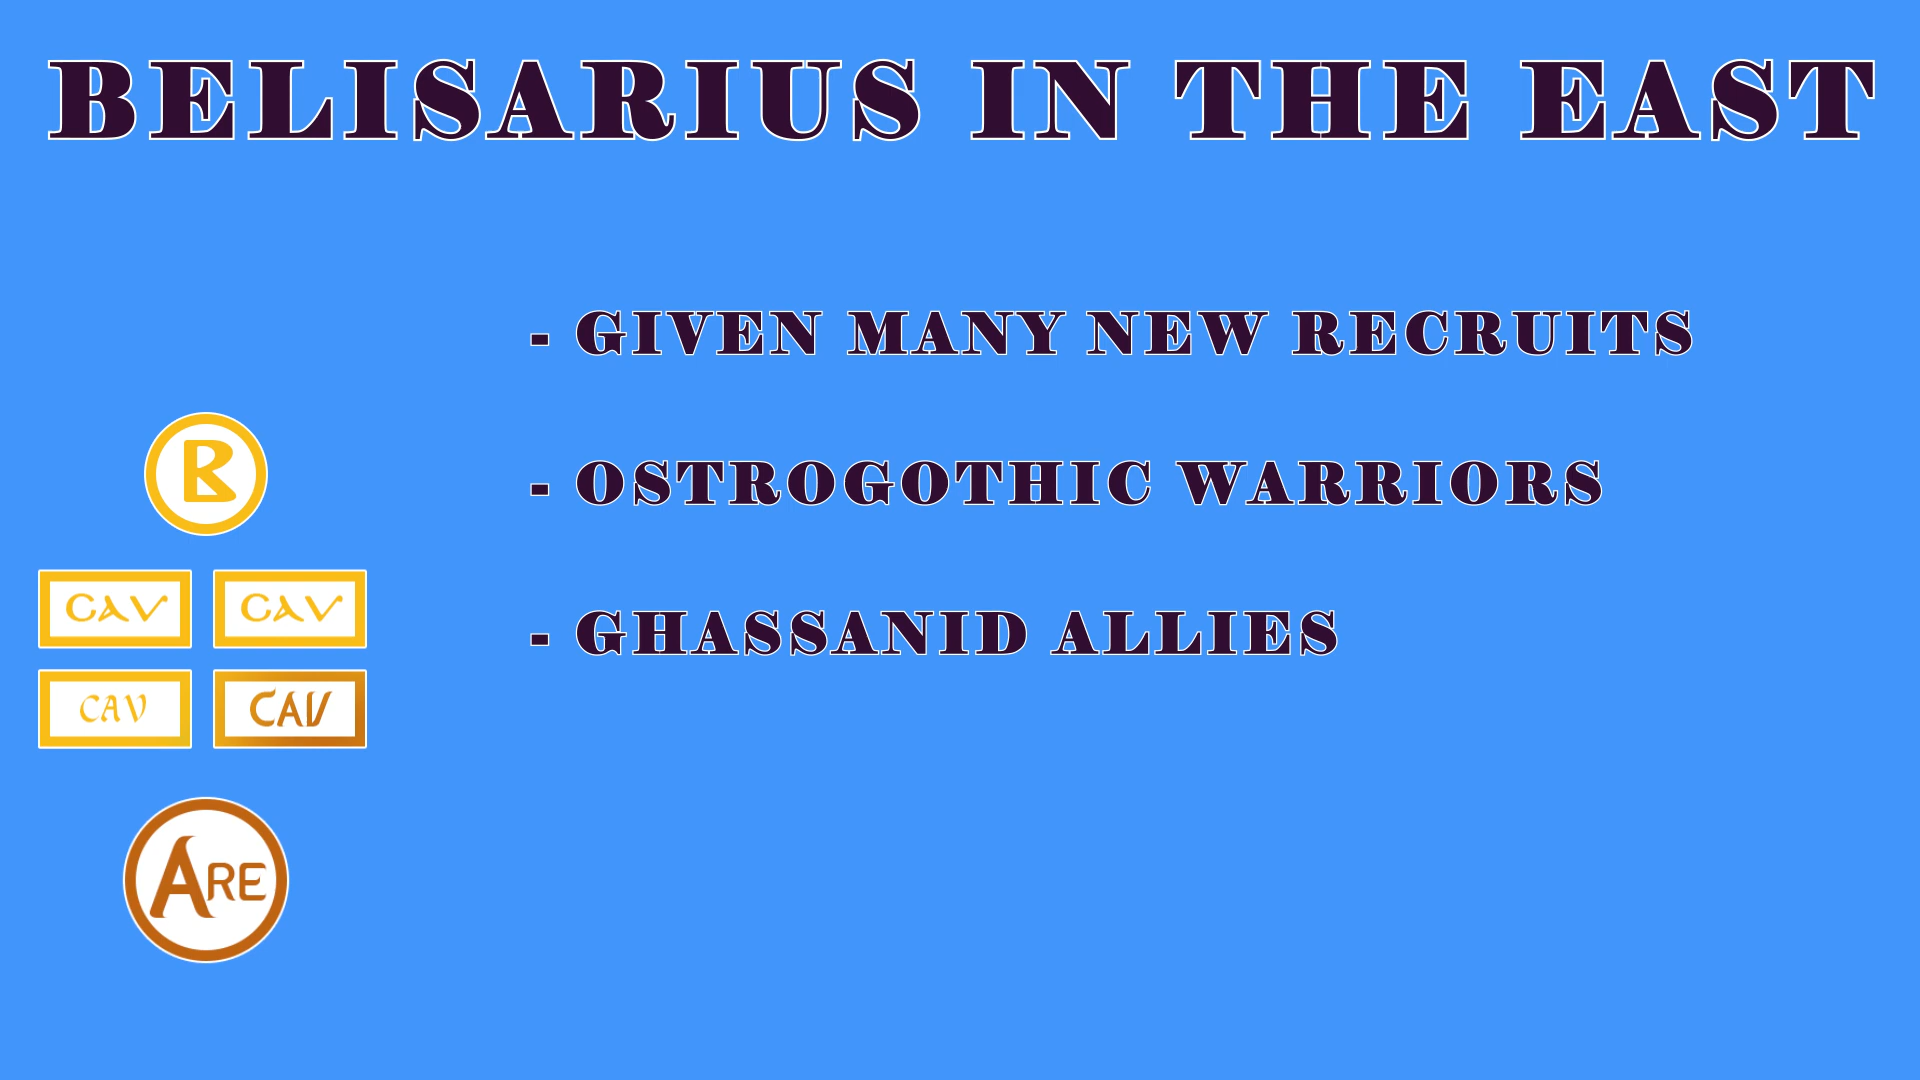 BELISARIUS IN THE EAST
- GIVEN MANY NEW RECRUITS
- OSTROGOTHIC WARRIORS
- GHASSANID ALLIES
R
CAV CAV
CAV CAV
ARE